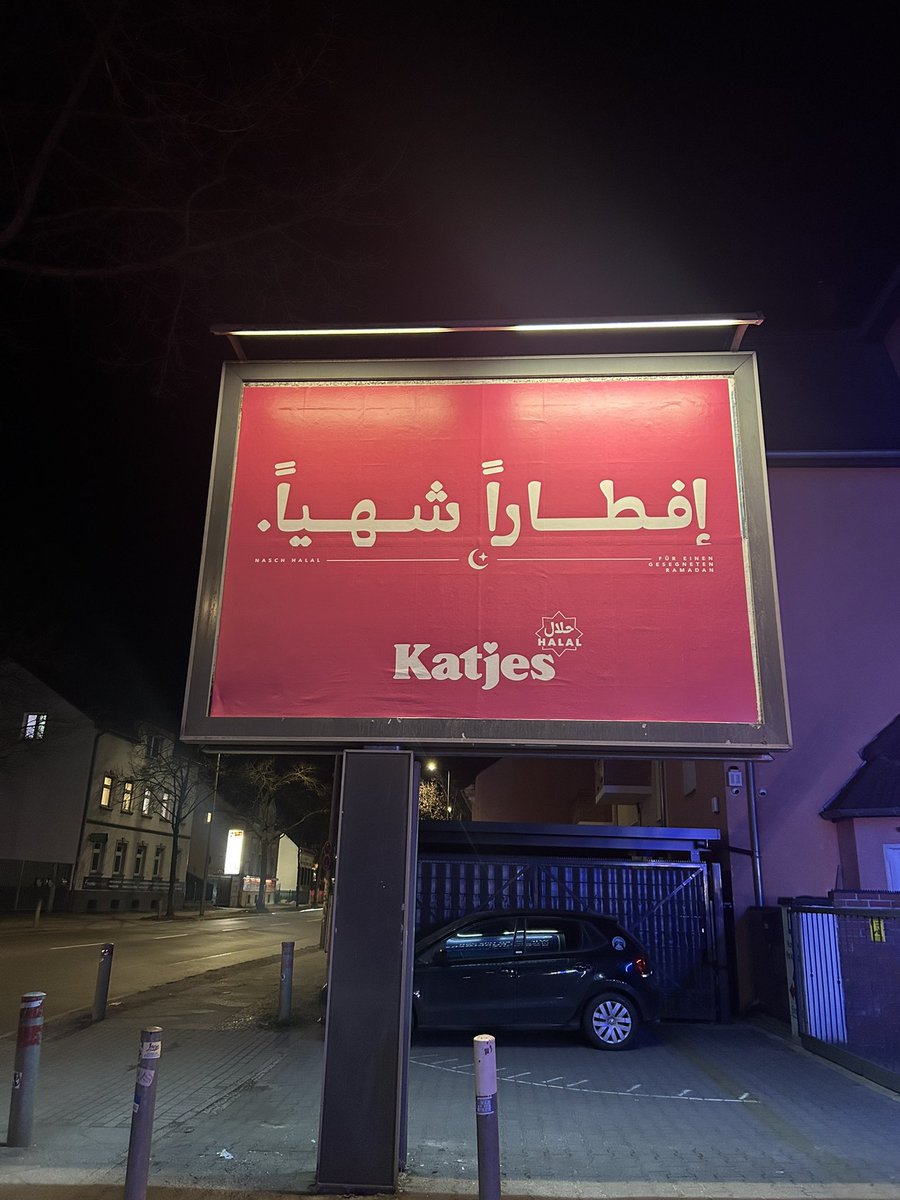 إفطاراً شهياً.
NASCH HALAL
FÜR EINEN
GESEGNETEN
RAMADAN
حلال
HALAL
Katjes